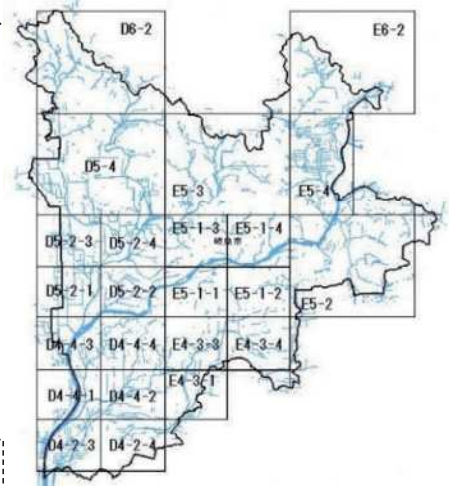 D6-2
E6-2
D5-4
E5-3
E5-4
D5-2-3
D5-2-4
E5-1-3
E5-1-4
岐阜市
D5-2-1
D5-2-2
E5-1-1
E5-1-2
E5-2
D4-4-3
D4-4-4
E4-3-3
E4-3-4
D4-4-1
D4-4-2
E4-3-1
D4-2-3
D4-2-4